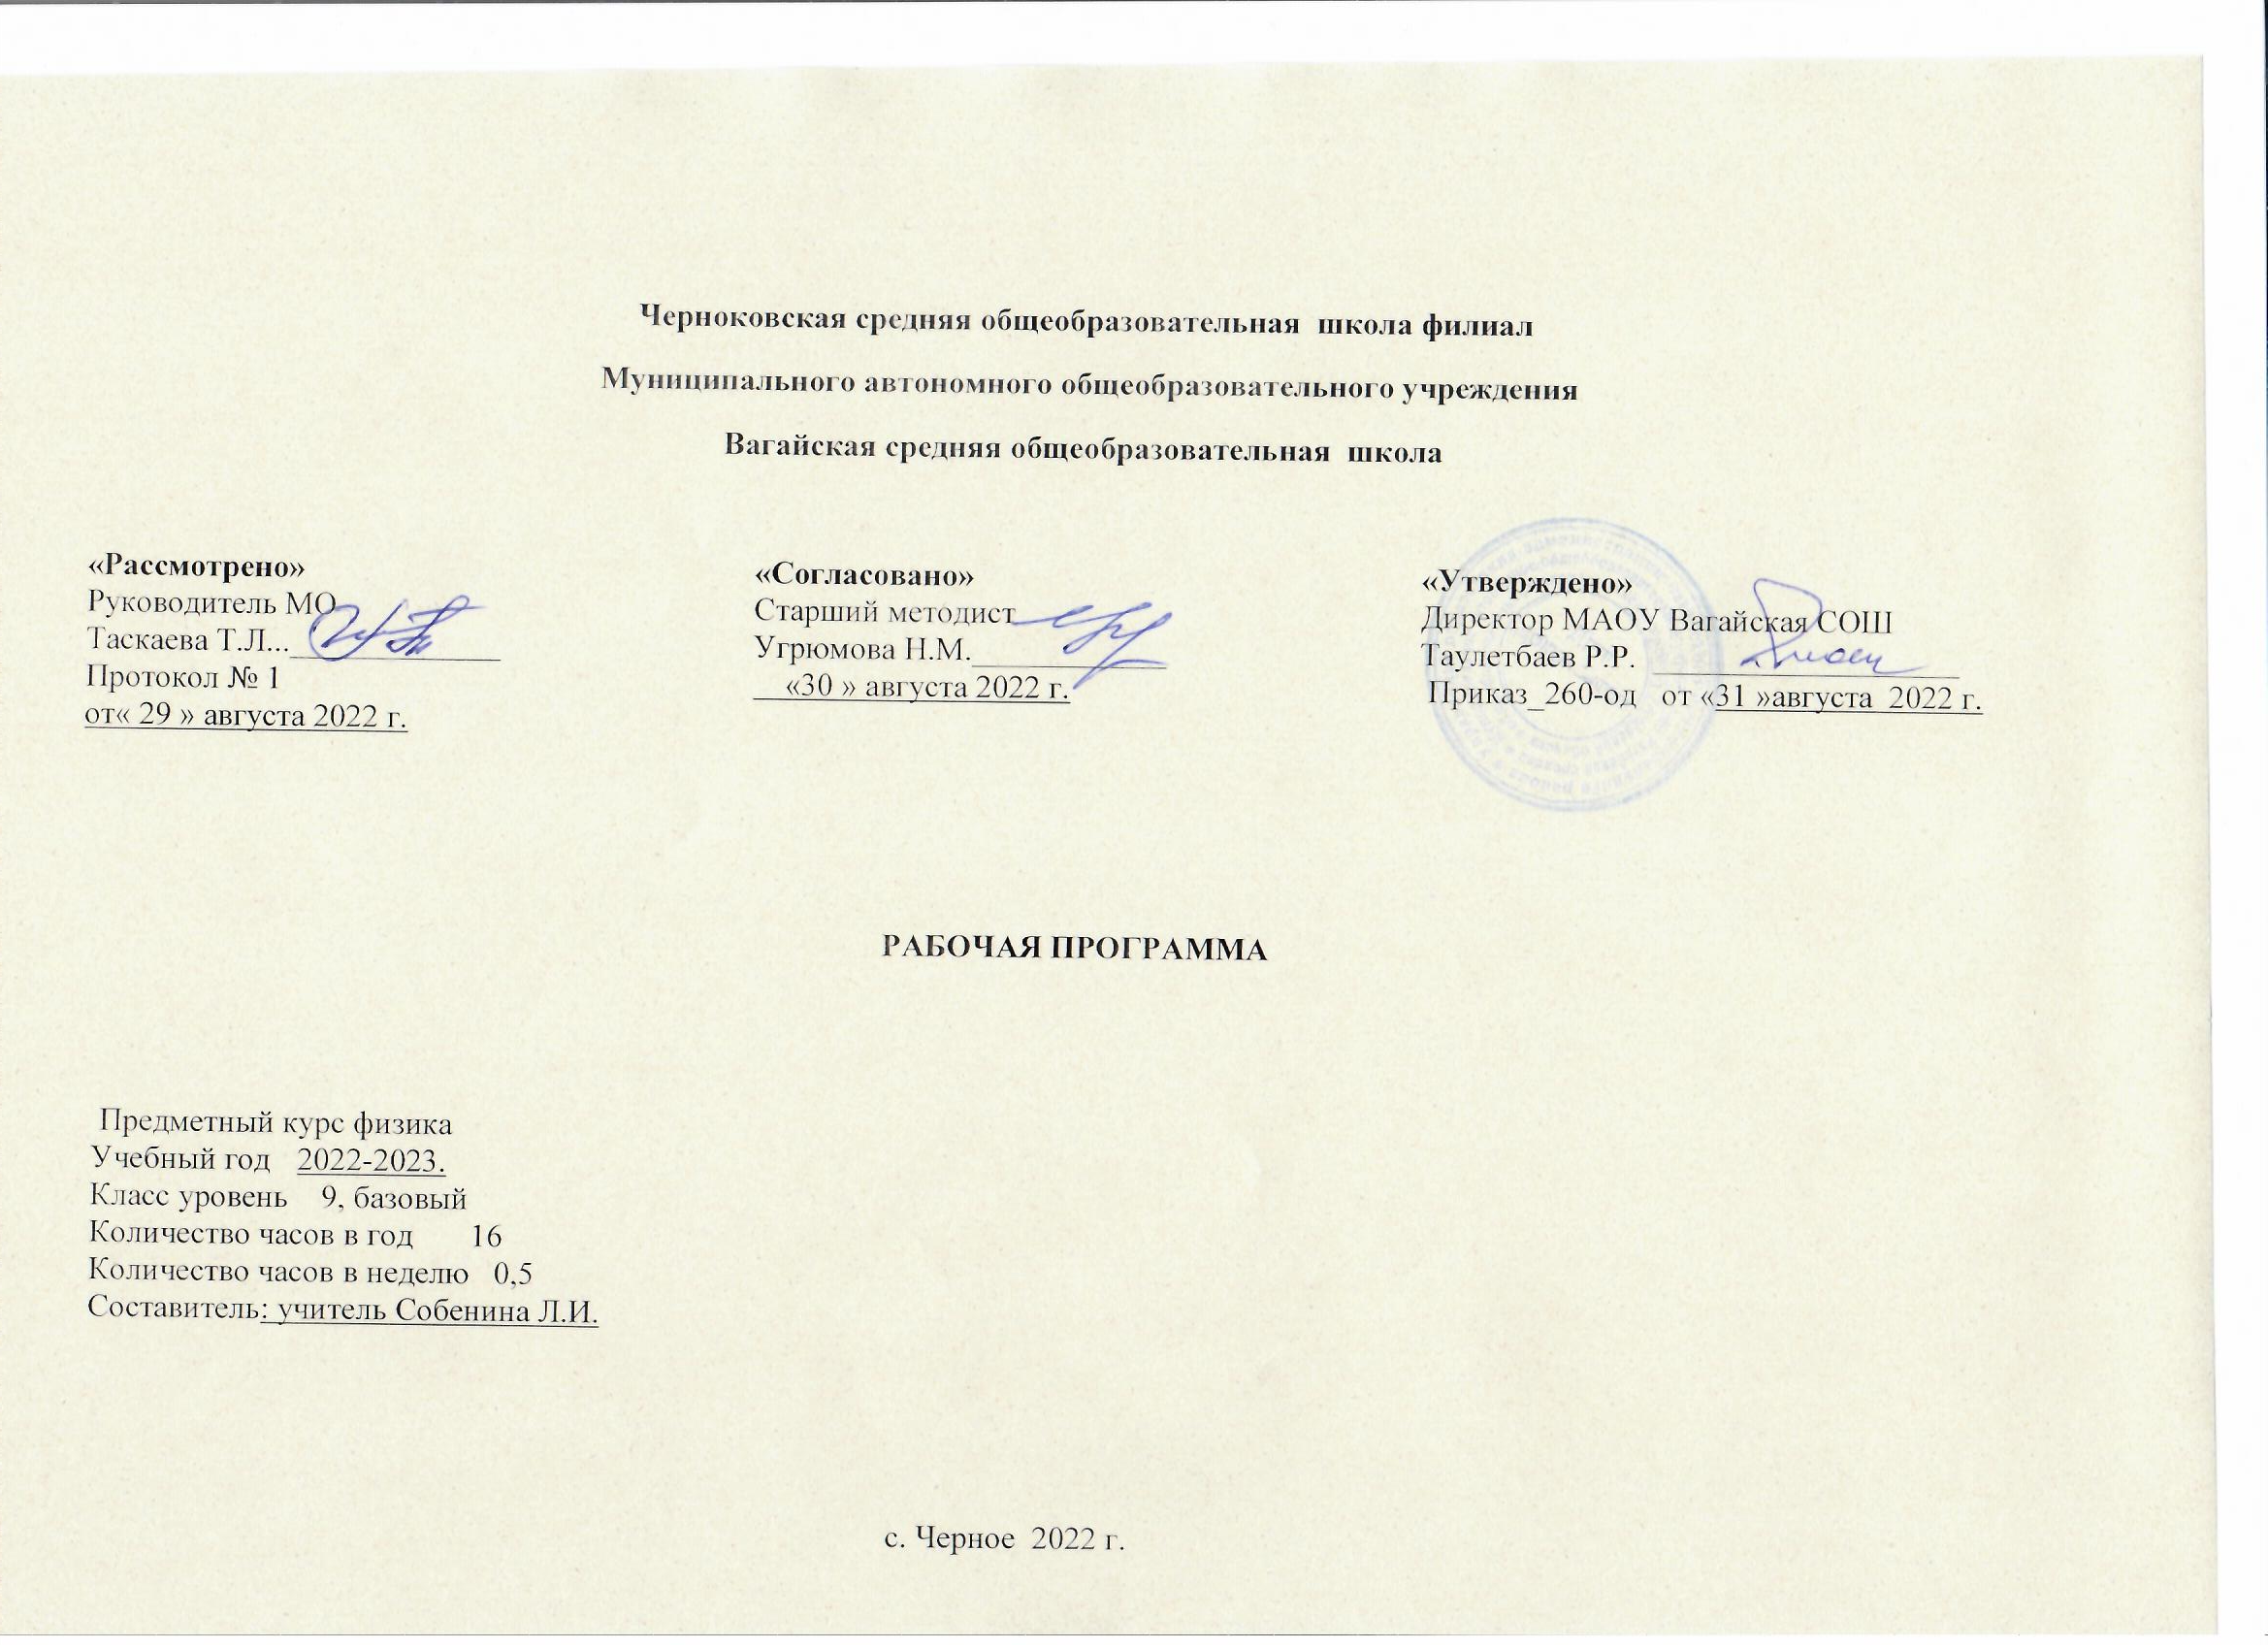 Черноковская средняя общеобразовательная школа филиал
Муниципального автономного общеобразовательного учреждения
Вагайская средняя общеобразовательная школа
«Рассмотрено»
Руководитель МО
Таскаева Т.Л...______________
Протокол № 1
от« 29 » августа 2022 г.
«Согласовано»
Старший методист
Угрюмова Н.М.____________
«30 » августа 2022 г.
«Утверждено»
Директор МАОУ Вагайская СОШ
Таулетбаев Р.Р. ____________________
Приказ_260-од от «31 »августа 2022 г.
РАБОЧАЯ ПРОГРАММА
Предметный курс физика
Учебный год 2022-2023.
Класс уровень 9, базовый
Количество часов в год 16
Количество часов в неделю 0,5
Составитель: учитель Собенина Л.И.
с. Черное 2022 г.